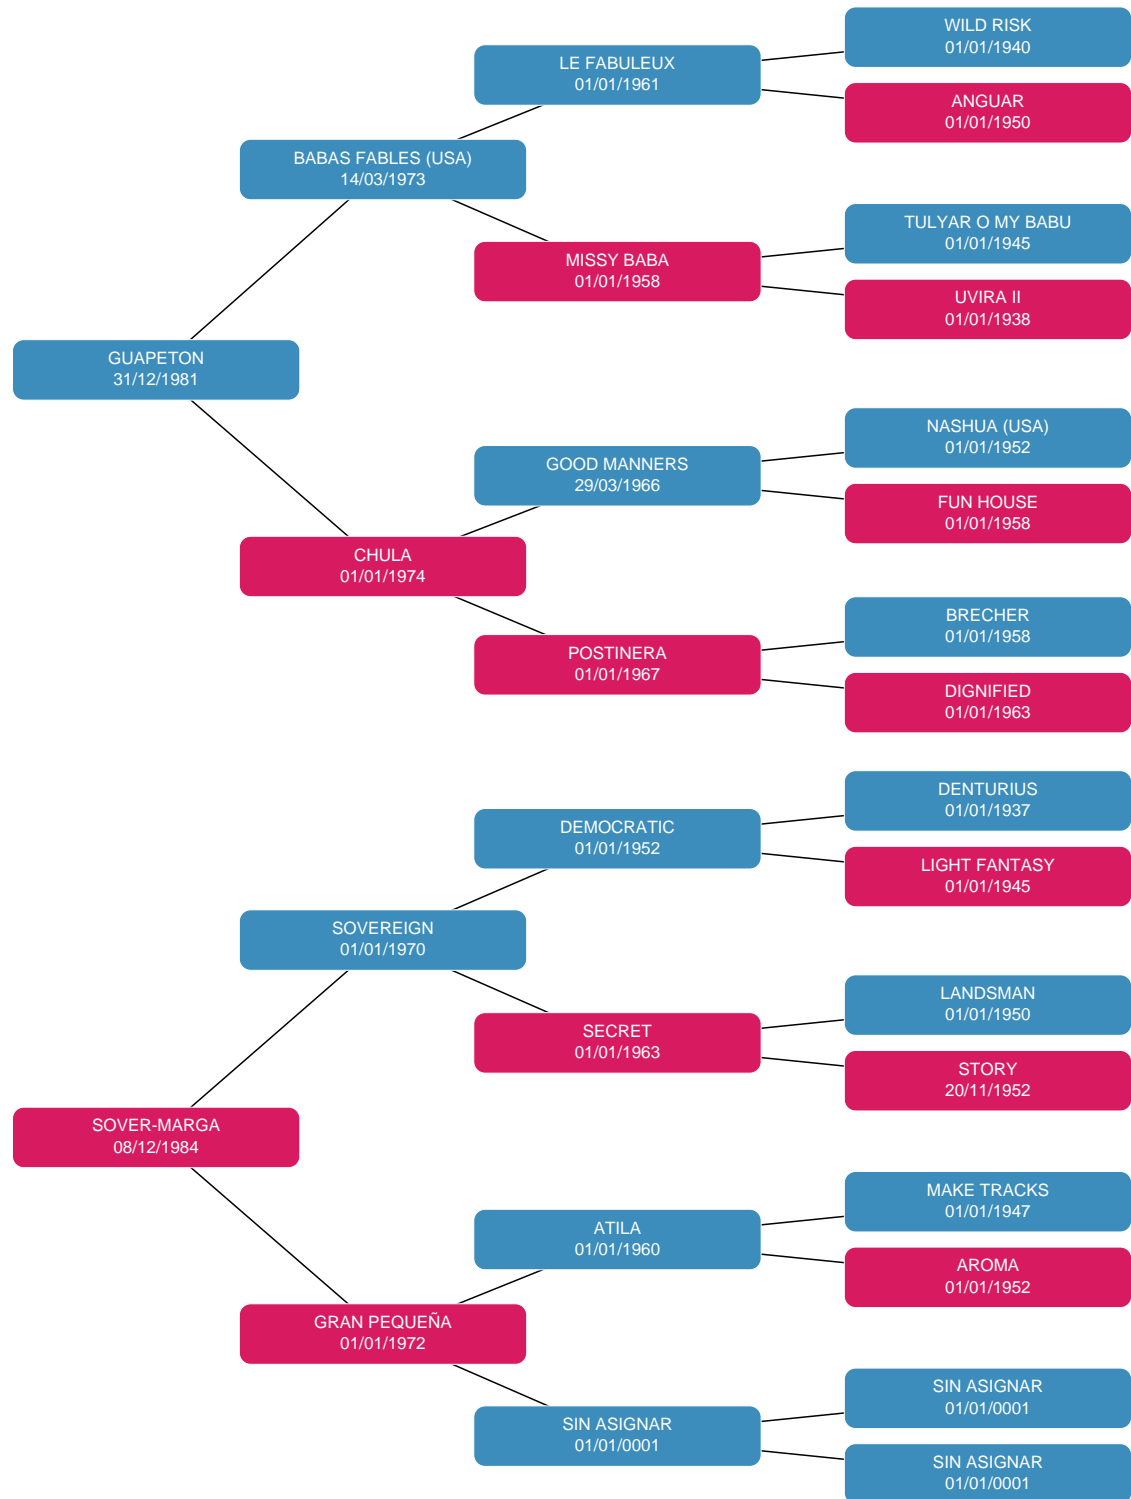 WILD RISK
01/01/1940
LE FABULEUX
01/01/1961
ANGUAR
01/01/1950
BABAS FABLES (USA)
14/03/1973
TULYAR O MY BABU
01/01/1945
MISSY BABA
01/01/1958
UVIRA II
01/01/1938
GUAPETON
31/12/1981
NASHUA (USA)
01/01/1952
GOOD MANNERS
29/03/1966
FUN HOUSE
01/01/1958
CHULA
01/01/1974
BRECHER
01/01/1958
POSTINERA
01/01/1967
DIGNIFIED
01/01/1963
DENTURIUS
01/01/1937
DEMOCRATIC
01/01/1952
LIGHT FANTASY
01/01/1945
SOVEREIGN
01/01/1970
LANDSMAN
01/01/1950
SECRET
01/01/1963
STORY
20/11/1952
SOVER-MARGA
08/12/1984
MAKE TRACKS
01/01/1947
ATILA
01/01/1960
AROMA
01/01/1952
GRAN PEQUEÑA
01/01/1972
SIN ASIGNAR
01/01/0001
SIN ASIGNAR
01/01/0001
SIN ASIGNAR
01/01/0001